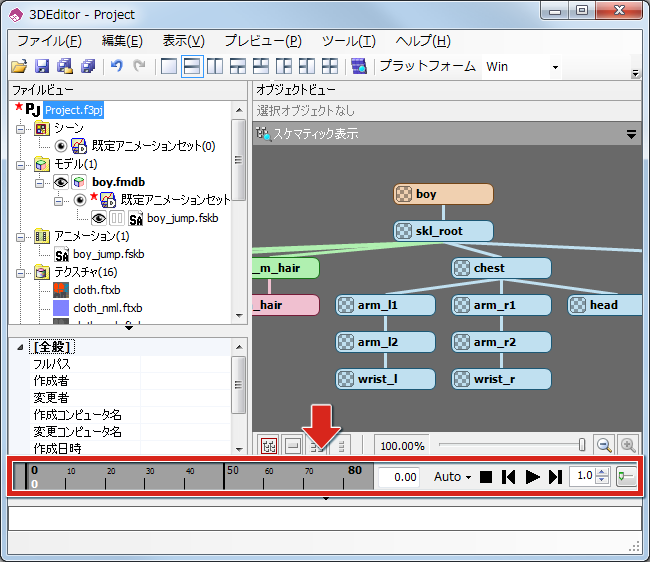 3DEditor - Project
ファイル(F) 編集(E) 表示(V) プレビュー(P) ツール(T) ヘルプ(H)
プラットフォーム Win
ファイルビュー
Project.f3pj
シーン
既定アニメーションセット(0)
モデル(1)
boy.fmdb
既定アニメーションセット
boy_jump.fskb
アニメーション(1)
boy_jump.fskb
テクスチャ(16)
cloth.ftxb
cloth_nml.ftxb
[全般]
フルパス
作成者
変更者
作成コンピュータ名
変更コンピュータ名
作成日時
オブジェクトビュー
選択オブジェクトなし
スケマティック表示
boy
skl_root
_m_hair chest
_hair arm_l1 arm_r1 head
arm_l2 arm_r2
wrist_l wrist_r
100.00%
0 10 20 30 40 50 60 70 80 0.00 Auto 1.0
0